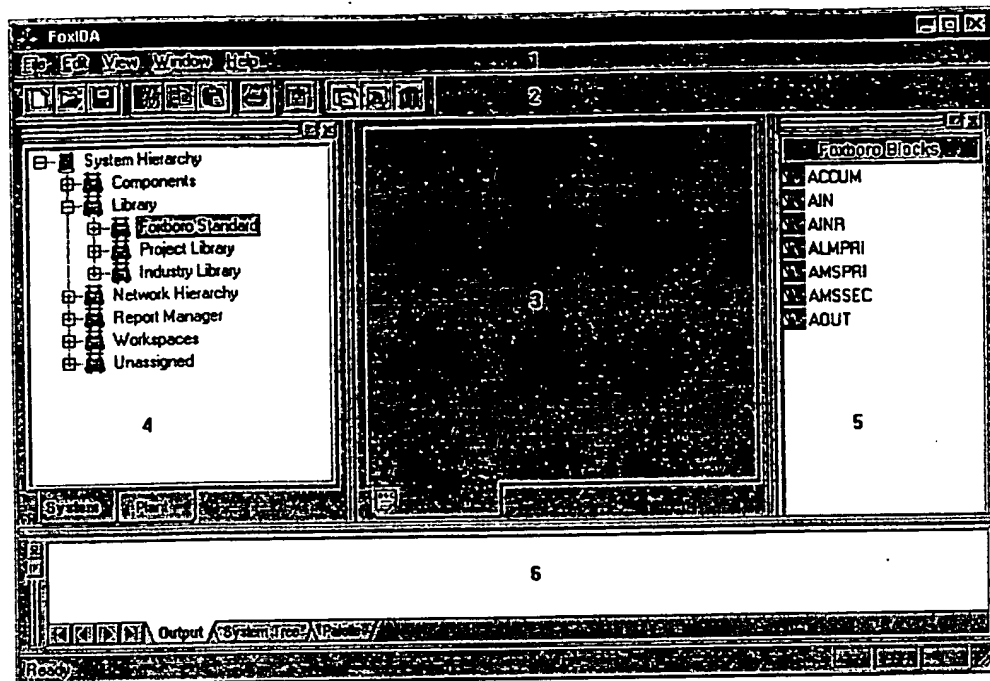 FoxIDA
File Edit View Window Help
1
2
System Hierarchy
Components
Library
Foxboro Standard
Project Library
Industry Library
Network Hierarchy
Report Manager
Workspaces
Unassigned
4
System Plant
3
Foxboro Blocks
ACCUM
AIN
AINR
ALMPRI
AMSPRI
AMSSEC
AOUT
5
6
Output System Tree Palette
Ready